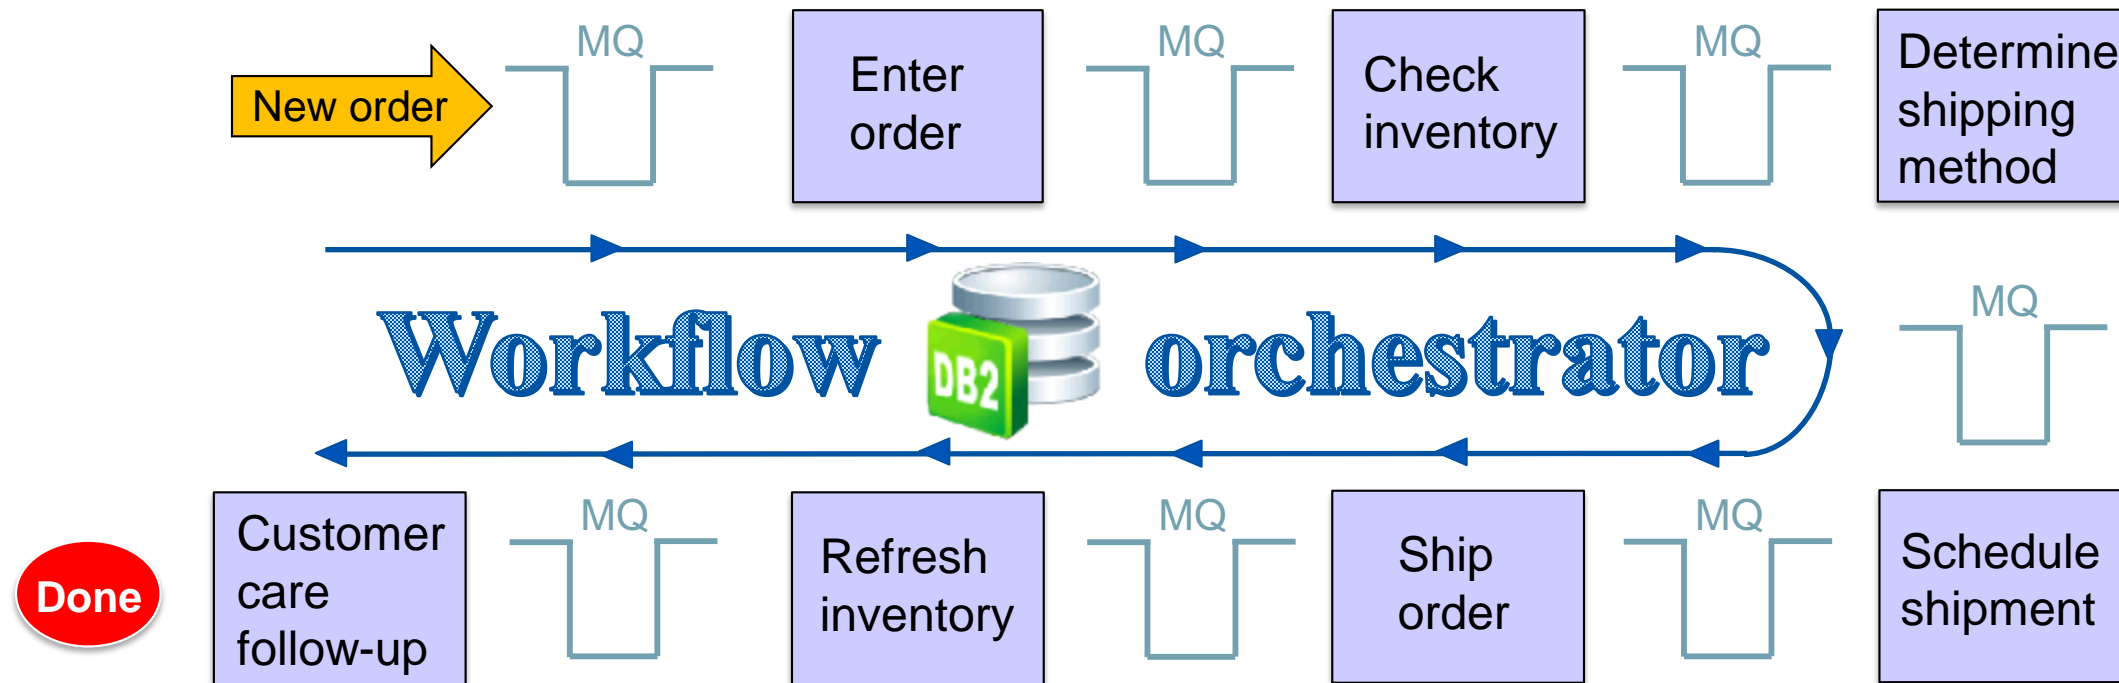 New order
MQ
Enter
order
MQ
Check
inventory
MQ
Determine
shipping
method
Workflow
DB2
orchestrator
MQ
Done
Customer
care
follow-up
MQ
Refresh
inventory
MQ
Ship
order
MQ
Schedule
shipment